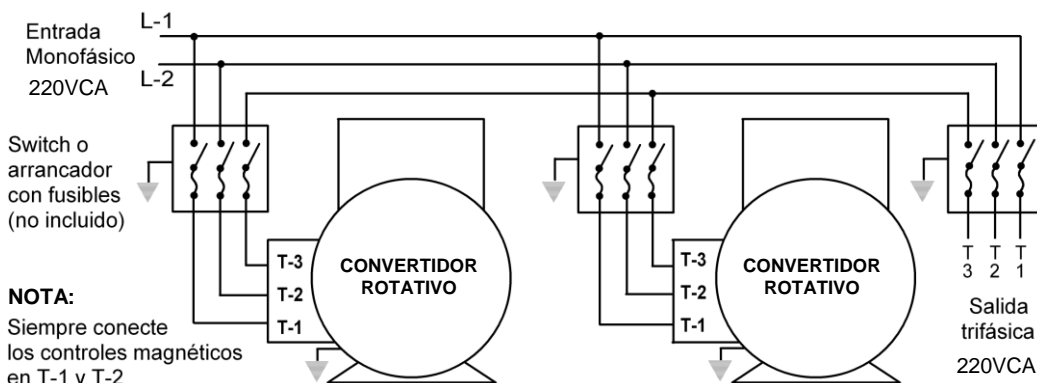 Entrada
Monofásico
220VCA
L-1
L-2
Switch o
arrancador
con fusibles
(no incluido)
NOTA:
Siempre conecte
los controles magnéticos
en T-1 y T-2
T-3
T-2
T-1
CONVERTIDOR
ROTATIVO
T-3
T-2
T-1
CONVERTIDOR
ROTATIVO
T T T
3 2 1
Salida
trifásica
220VCA